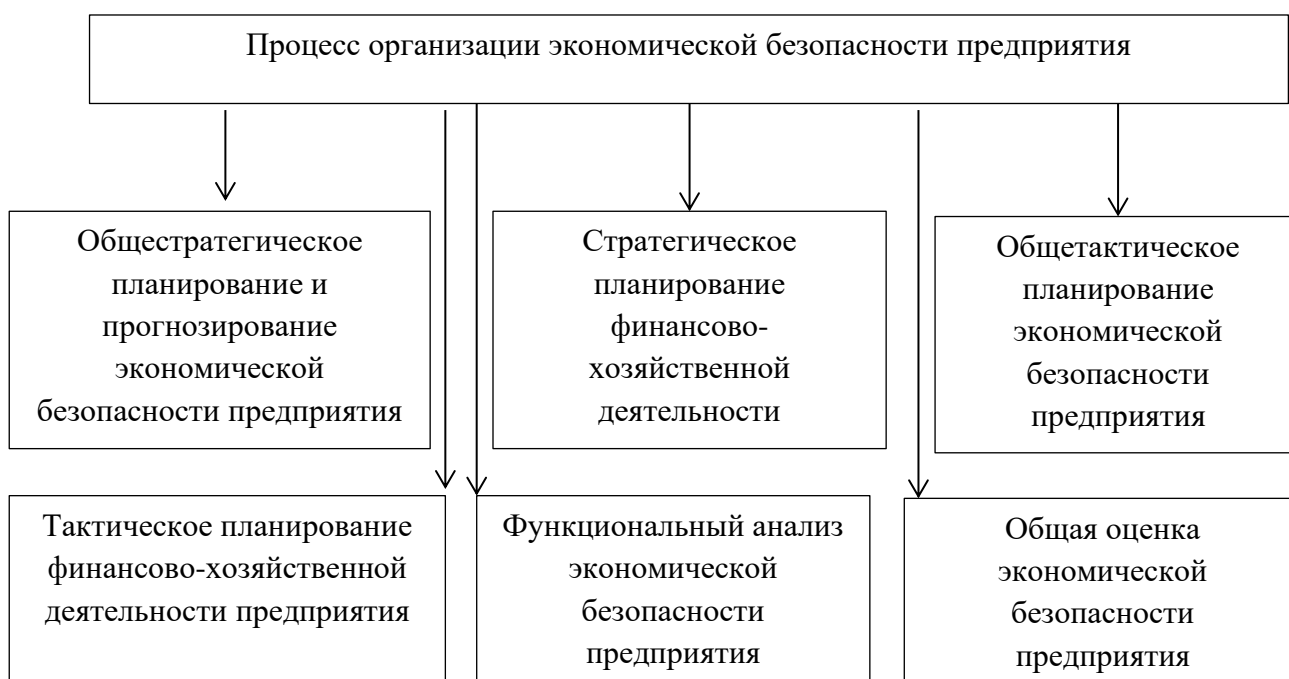 Процесс организации экономической безопасности предприятия
Общестратегическое
планирование и
прогнозирование
экономической
безопасности предприятия
Стратегическое
планирование
финансово-
хозяйственной
деятельности
Общетактическое
планирование
экономической
безопасности
предприятия
Тактическое планирование
финансово-хозяйственной
деятельности предприятия
Функциональный анализ
экономической
безопасности
предприятия
Общая оценка
экономической
безопасности
предприятия